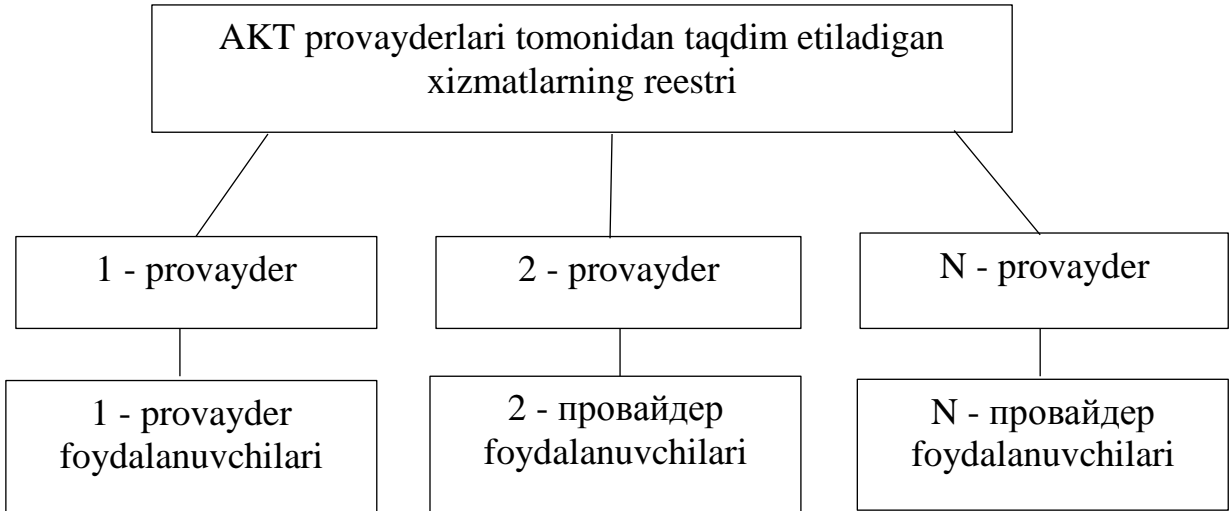 AKT provayderlari tomonidan taqdim etiladigan
xizmatlarning reestri
1 - provayder
2 - provayder
N - provayder
1 - provayder
foydalanuvchilari
2 - провайдер
foydalanuvchilari
N - провайдер
foydalanuvchilari